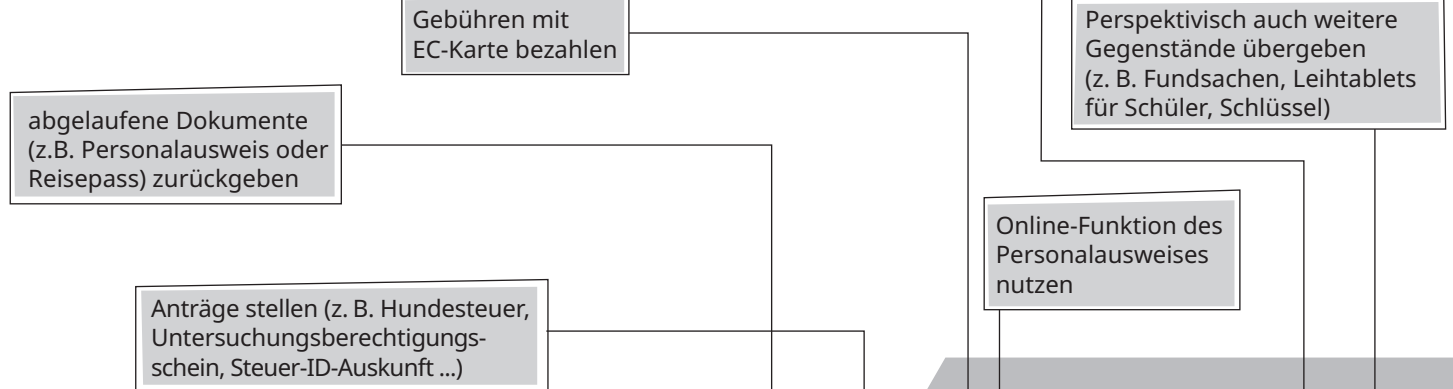 Gebühren mit
EC-Karte bezahlen
Perspektivisch auch weitere
Gegenstände übergeben
(z. B. Fundsachen, Leihtablets
für Schüler, Schlüssel)
abgelaufene Dokumente
(z.B. Personalausweis oder
Reisepass) zurückgeben
Online-Funktion des
Personalausweises
nutzen
Anträge stellen (z. B. Hundesteuer,
Untersuchungsberechtigungs-
schein, Steuer-ID-Auskunft ...)